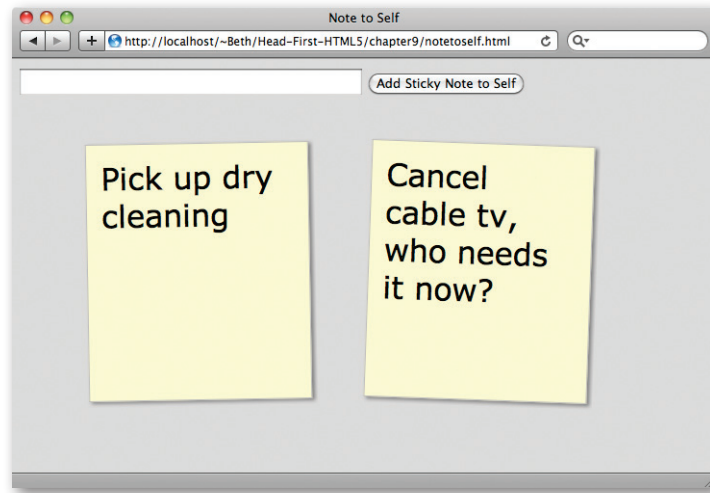 Note to Self
http://localhost/~Beth/Head-First-HTML5/chapter9/notetoself.html
Add Sticky Note to Self
Pick up dry
cleaning
Cancel
cable tv,
who needs
it now?